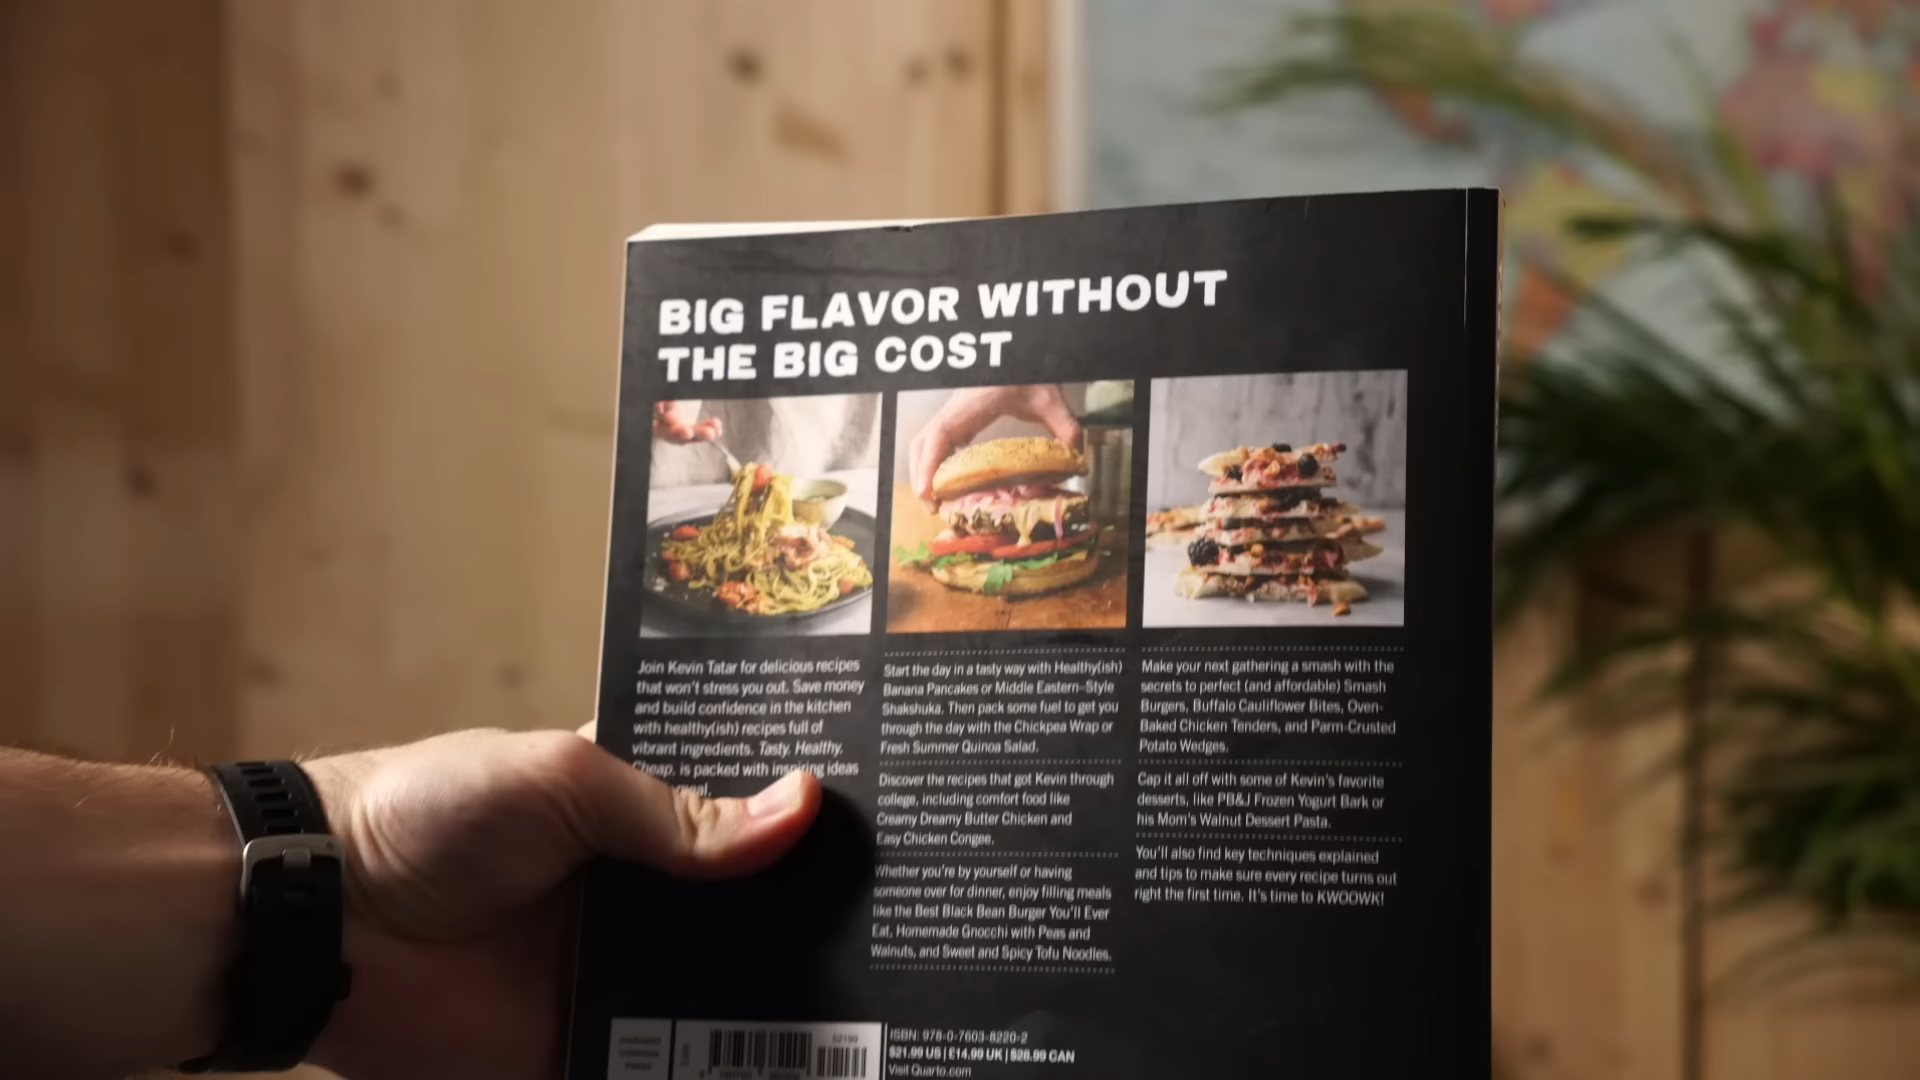 BIG FLAVOR WITHOUT
THE BIG COST
Join Kevin Tatar for delicious recipes
that won't stress you out. Save money
and build confidence in the kitchen
with healthy(ish) recipes full of
vibrant ingredients. Tasty. Healthy.
Cheap. is packed with inspiring ideas
meal.
Start the day in a tasty way with Healthy(ish)
Banana Pancakes or Middle Eastern-Style
Shakshuka. Then pack some fuel to get you
through the day with the Chickpea Wrap or
Fresh Summer Quinoa Salad.
Discover the recipes that got Kevin through
college, including comfort food like
Creamy Dreamy Butter Chicken and
Easy Chicken Congee.
Whether you're by yourself or having
someone over for dinner, enjoy filling meals
like the Best Black Bean Burger You'll Ever
Eat, Homemade Gnocchi with Peas and
Walnuts, and Sweet and Spicy Tofu Noodles.
Make your next gathering a smash with the
secrets to perfect (and affordable) Smash
Burgers, Buffalo Cauliflower Bites, Oven-
Baked Chicken Tenders, and Parm-Crusted
Potato Wedges.
Cap it all off with some of Kevin's favorite
desserts, like PB&J Frozen Yogurt Bark or
his Mom's Walnut Dessert Pasta.
You'll also find key techniques explained
and tips to make sure every recipe turns out
right the first time. It's time to KWOOWK!
52199
ISBN: 978-0-7603-8220-2
$21.99 US | £14.99 UK | $28.99 CAN
Visit Quarto.com